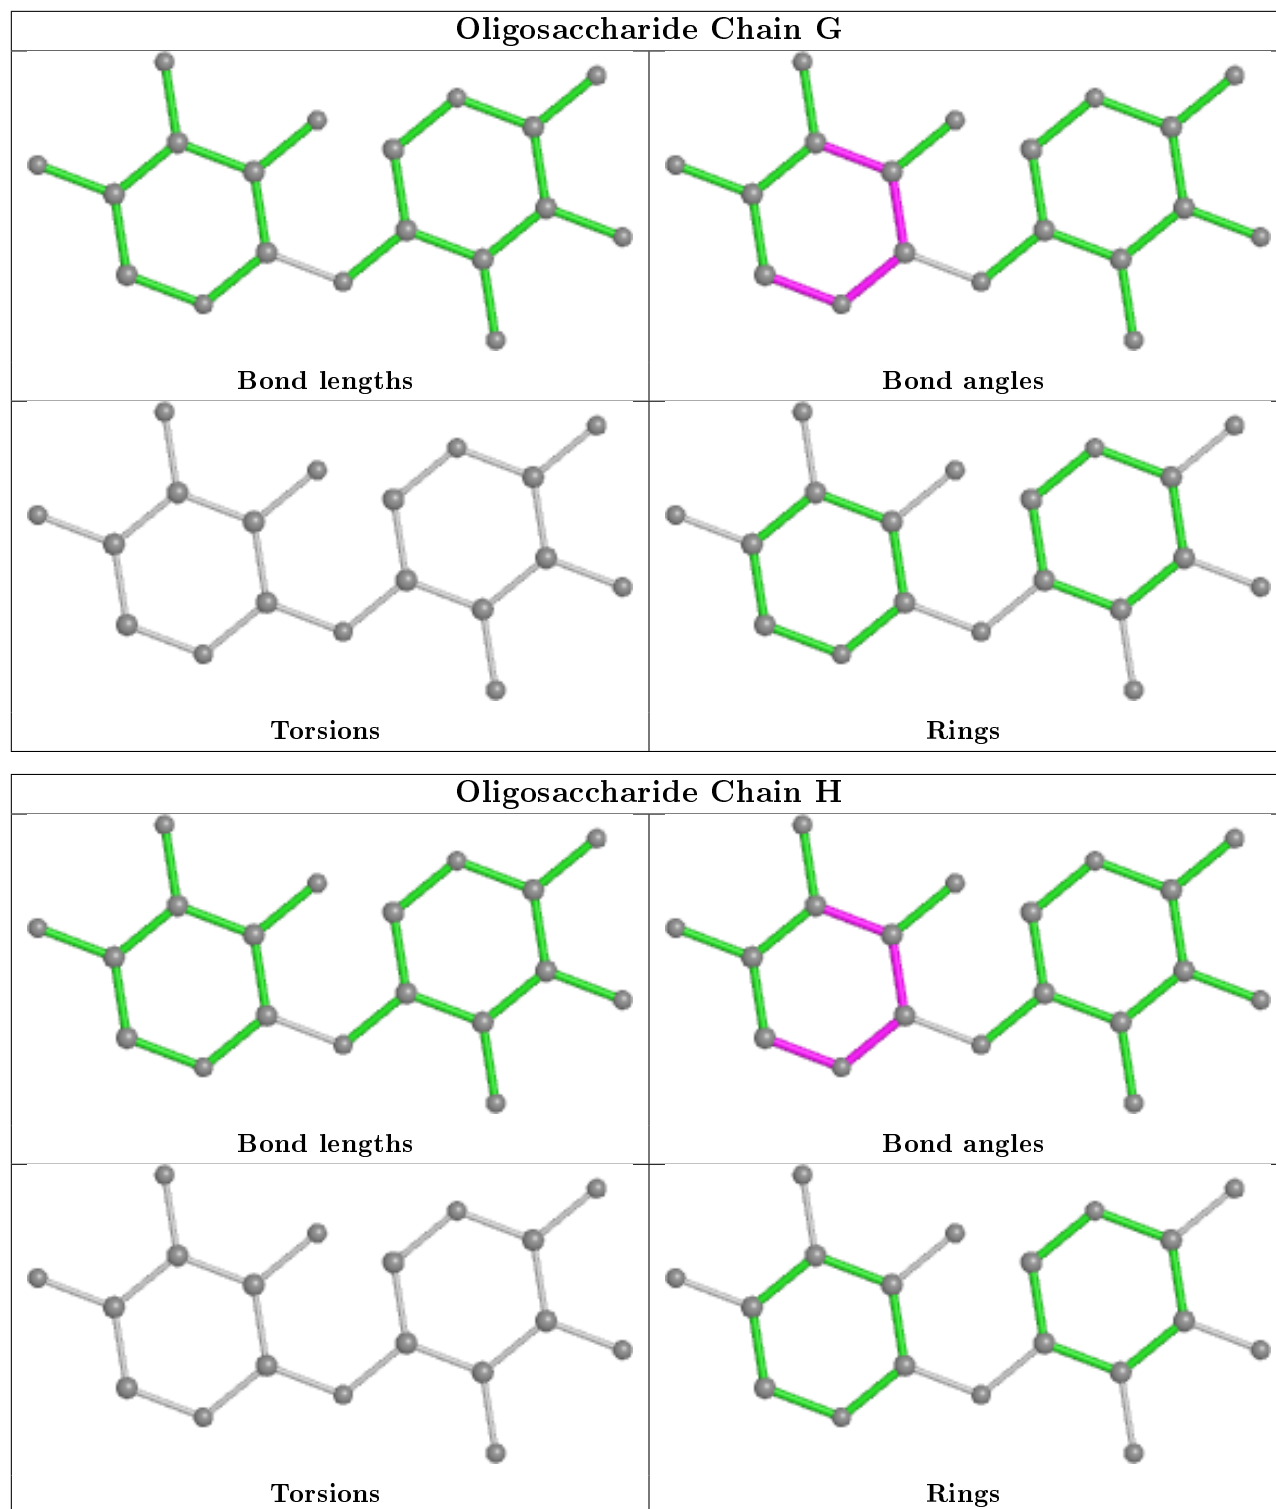 Oligosaccharide Chain G
Bond lengths
Bond angles
Torsions
Rings
Oligosaccharide Chain H
Bond lengths
Bond angles
Torsions
Rings